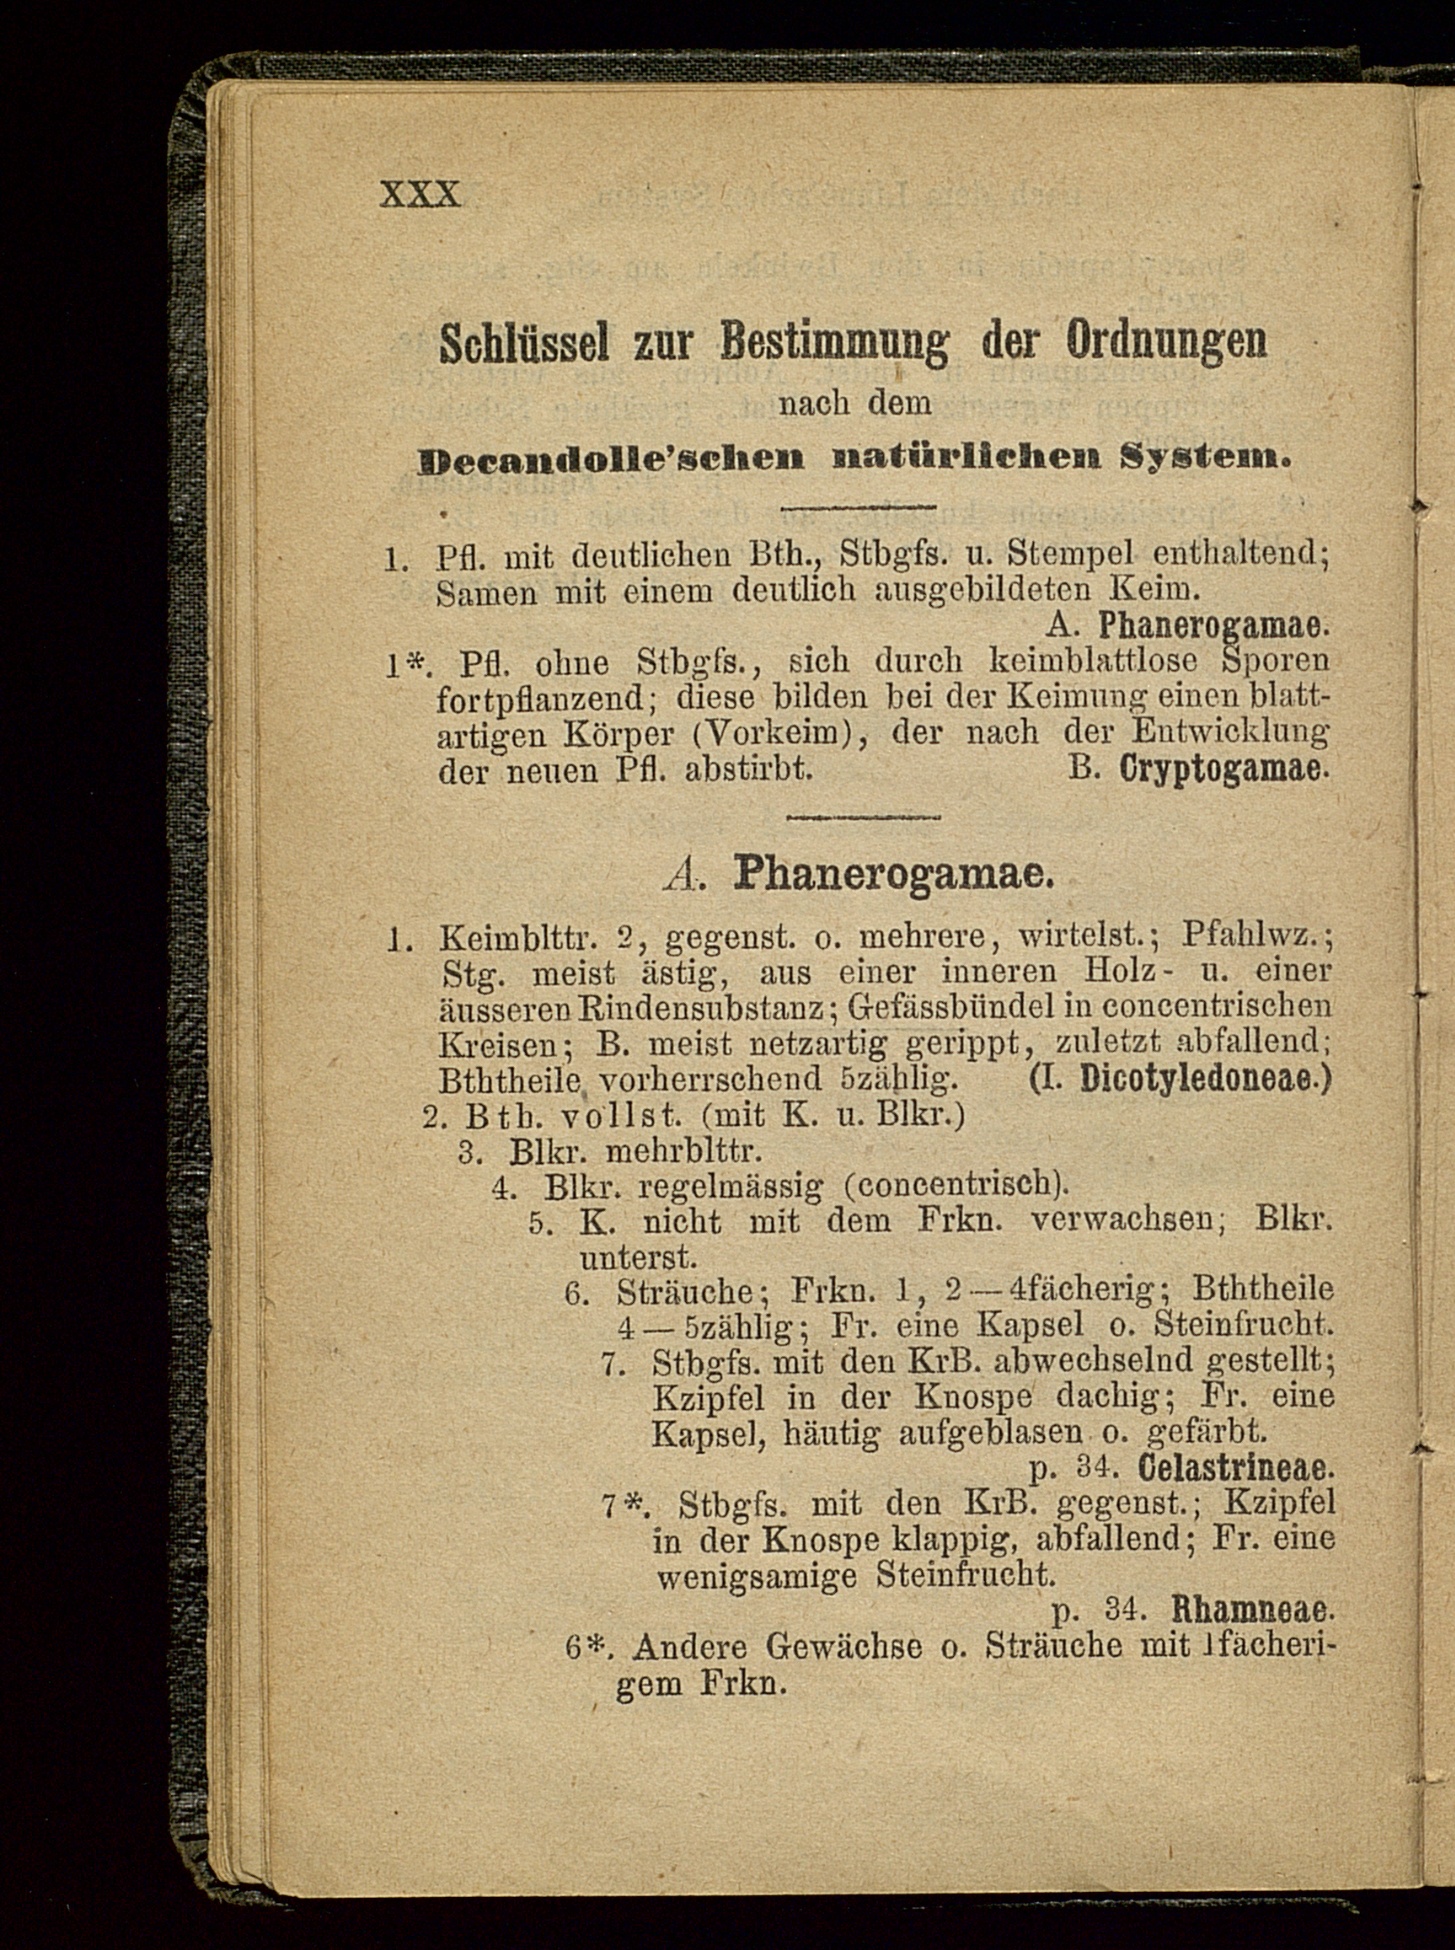 XXX
Schlüssel zur Bestimmung der Ordnungen
nach dem
Decandolle'schen natürlichen System.
1. Pfl. mit deutlichen Bth., Stbgfs. u. Stempel enthaltend;
Samen mit einem deutlich ausgebildeten Keim.
A. Phanerogamae.
1*. Pfl. ohne Stbgfs., sich durch keimblattlose Sporen
fortpflanzend; diese bilden bei der Keimung einen blatt-
artigen Körper (Vorkeim), der nach der Entwicklung
der neuen Pfl. abstirbt. B. Cryptogamae.
A. Phanerogamae.
1. Keimblttr. 2, gegenst. o. mehrere, wirtelst.; Pfahlwz.;
Stg. meist ästig, aus einer inneren Holz- u. einer
äusseren Rindensubstanz; Gefässbündel in concentrischen
Kreisen; B. meist netzartig gerippt, zuletzt abfallend;
Bththeile vorherrschend 5zählig. (I. Dicotyledoneae.)
2. Bth. vollst. (mit K. u. Blkr.)
3. Blkr. mehrblttr.
4. Blkr. regelmässig (concentrisch).
5. K. nicht mit dem Frkn. verwachsen; Blkr.
unterst.
6. Sträuche; Frkn. 1, 2—4fächerig; Bththeile
4—5zählig; Fr. eine Kapsel o. Steinfrucht.
7. Stbgfs. mit den KrB. abwechselnd gestellt;
Kzipfel in der Knospe dachig; Fr. eine
Kapsel, häutig aufgeblasen o. gefärbt.
p. 34. Celastrineae.
7*. Stbgfs. mit den KrB. gegenst.; Kzipfel
in der Knospe klappig, abfallend; Fr. eine
wenigsamige Steinfrucht.
p. 34. Rhamneae.
6*. Andere Gewächse o. Sträuche mit 1fächeri-
gem Frkn.